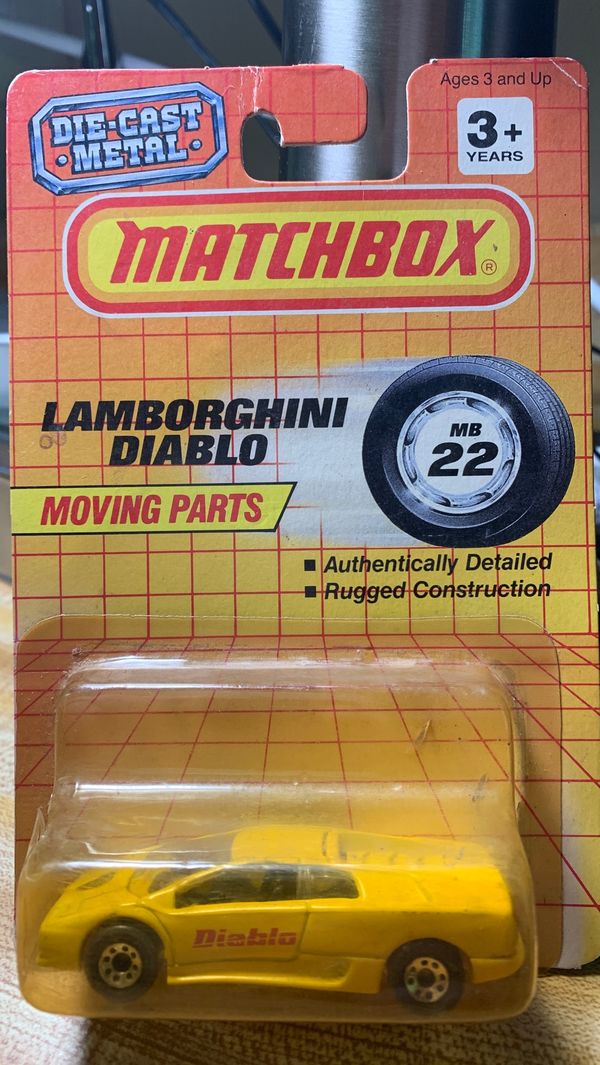 Ages 3 and Up
DIE-CAST
• METAL •
3+
YEARS
MATCHBOX®
LAMBORGHINI
DIABLO
MB
22
MOVING PARTS
■ Authentically Detailed
■ Rugged Construction
Diablo